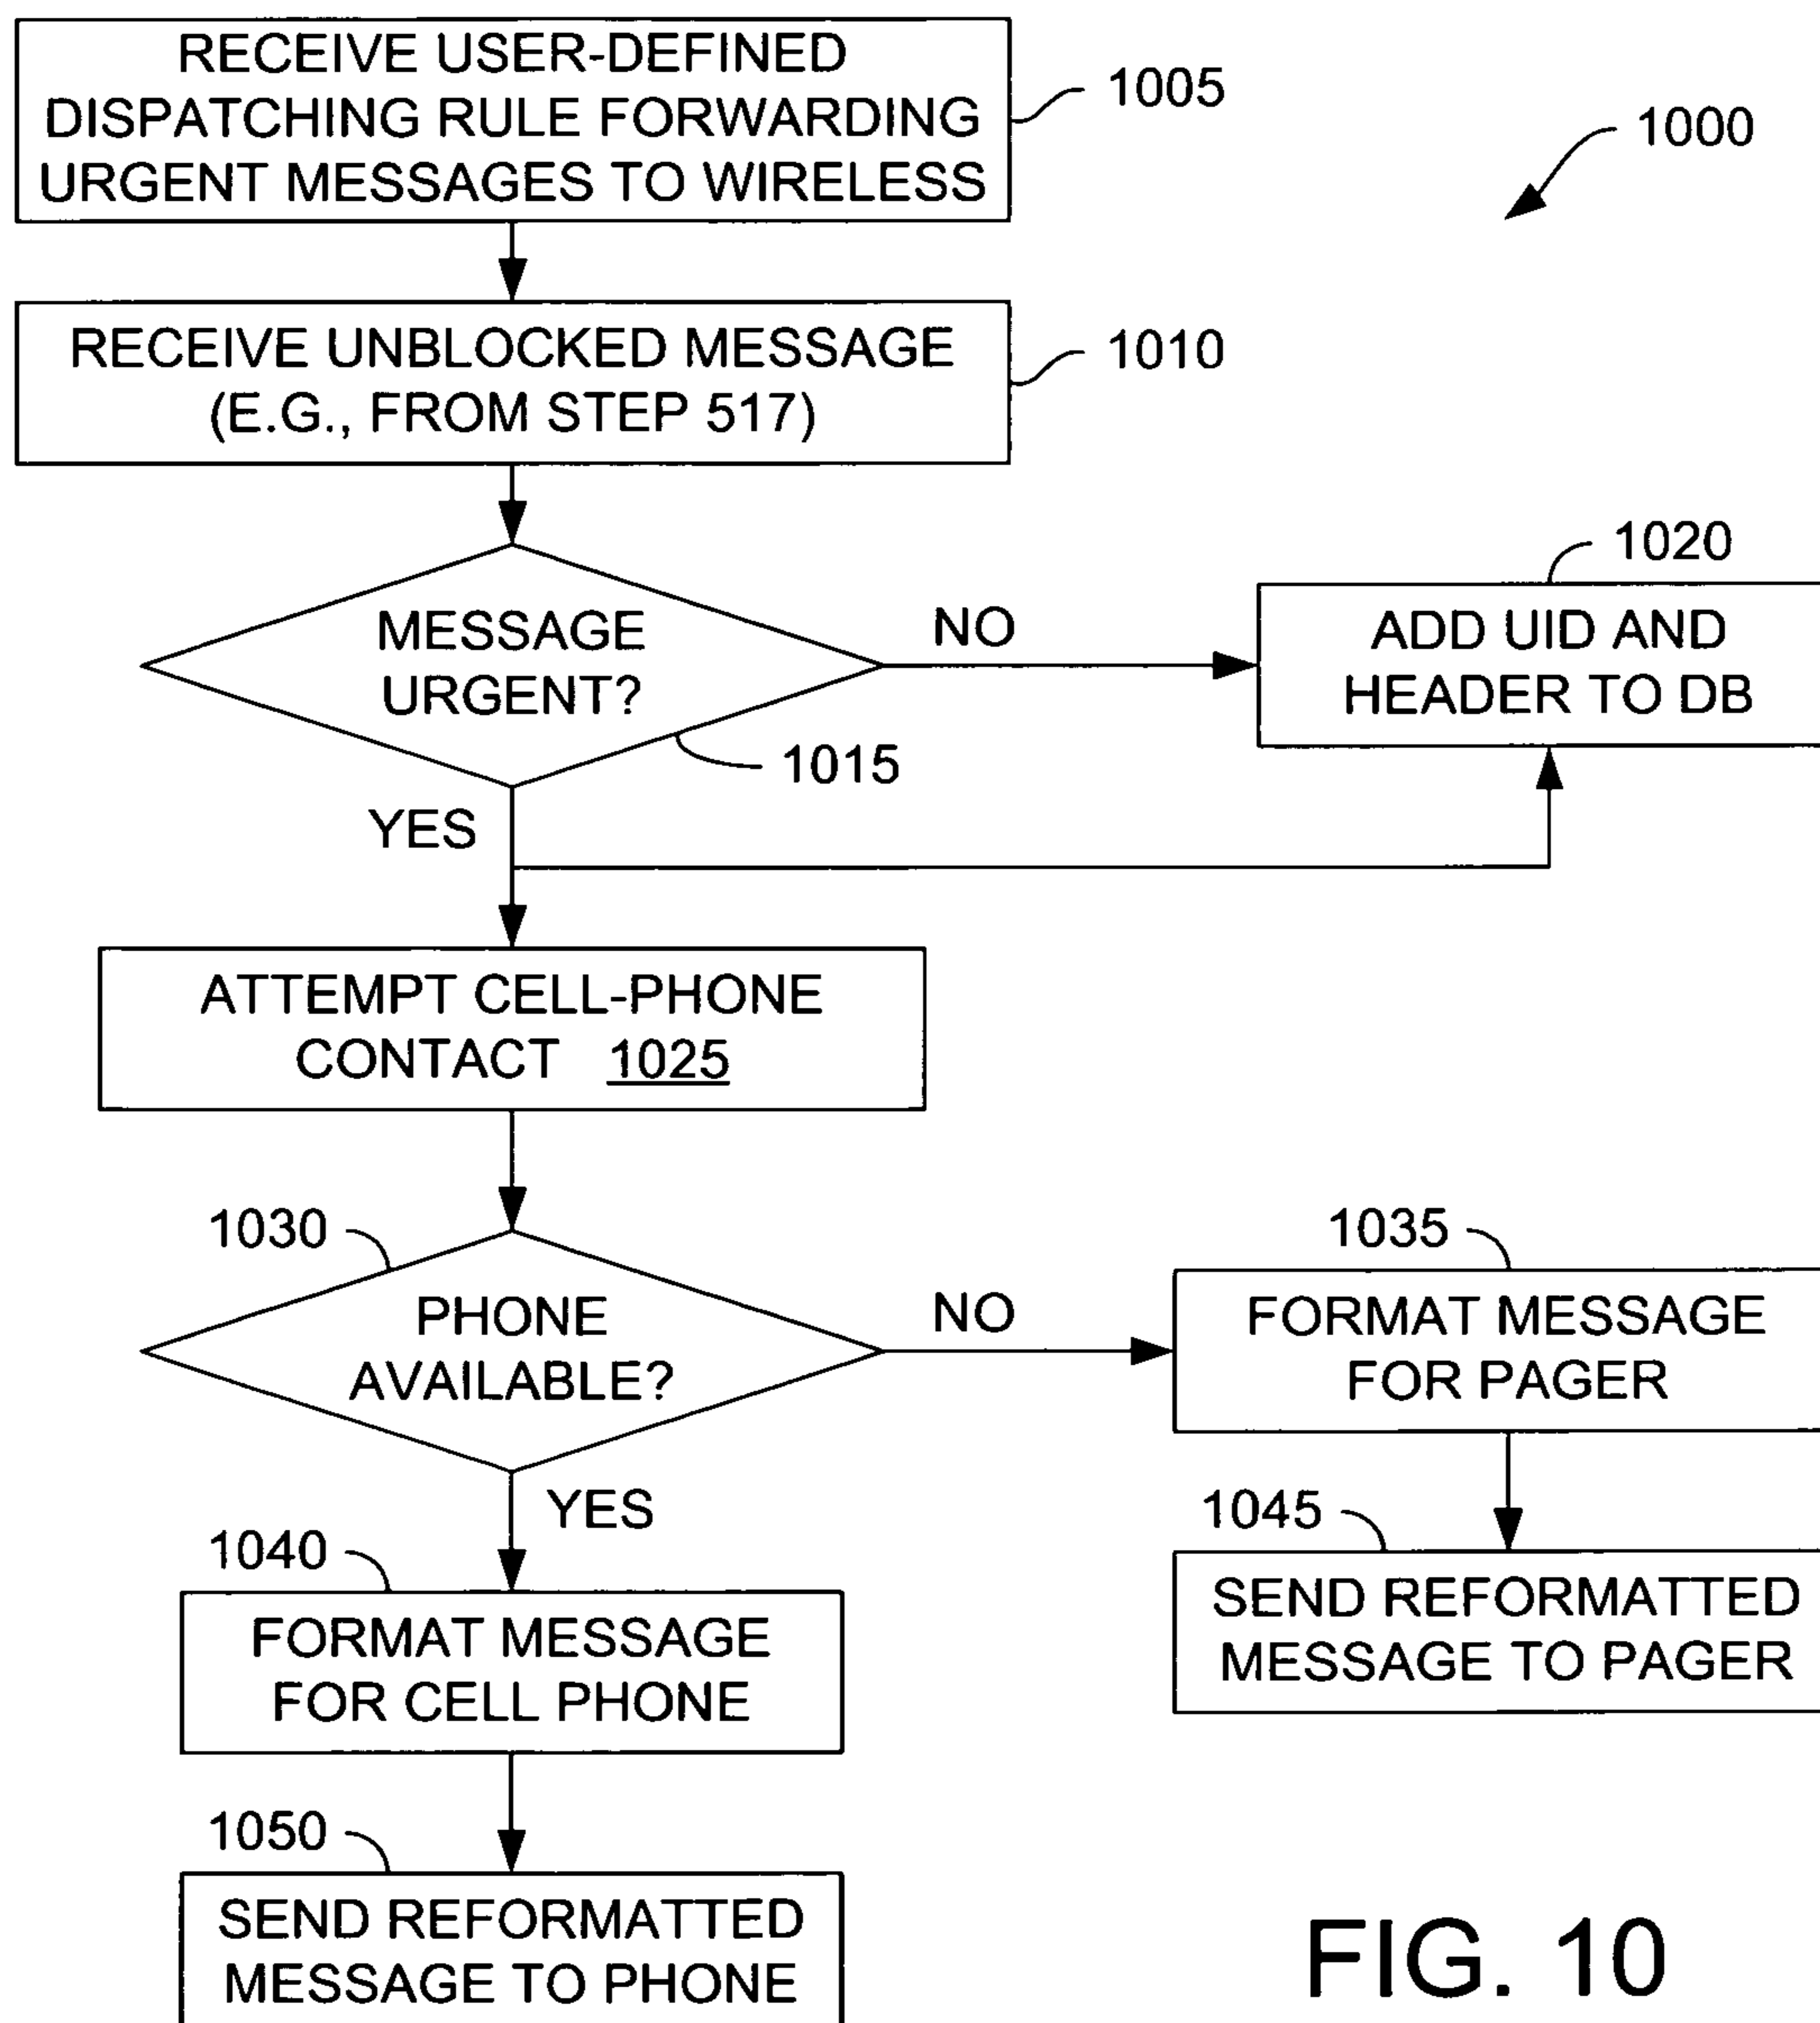 RECEIVE USER-DEFINED
DISPATCHING RULE FORWARDING
URGENT MESSAGES TO WIRELESS
1005
1000
RECEIVE UNBLOCKED MESSAGE
(E.G., FROM STEP 517)
1010
MESSAGE
URGENT?
1015
NO
1020
ADD UID AND
HEADER TO DB
YES
ATTEMPT CELL-PHONE
CONTACT 1025
1030
PHONE
AVAILABLE?
NO
1035
FORMAT MESSAGE
FOR PAGER
YES
1045
SEND REFORMATTED
MESSAGE TO PAGER
1040
FORMAT MESSAGE
FOR CELL PHONE
1050
SEND REFORMATTED
MESSAGE TO PHONE
FIG. 10